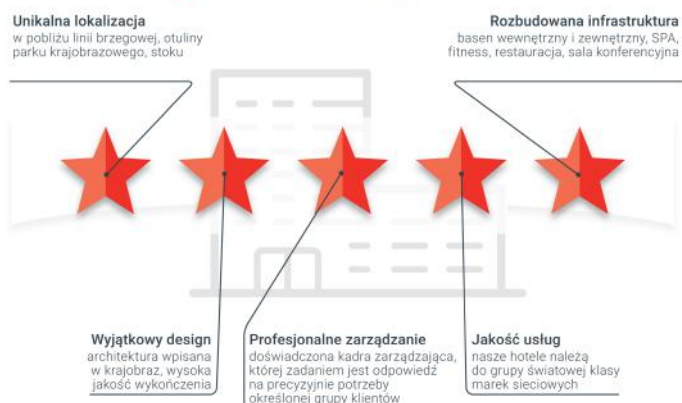 Unikalna lokalizacja
w pobliżu linii brzegowej, otuliny
parku krajobrazowego, stoku
Rozbudowana infrastruktura
basen wewnętrzny i zewnętrzny, SPA,
fitness, restauracja, sala konferencyjna
Wyjątkowy design
architektura wpisana
w krajobraz, wysoka
jakość wykończenia
Profesjonalne zarządzanie
doświadczona kadra zarządzająca,
której zadaniem jest odpowiedź
na precyzyjnie potrzeby
określonej grupy klientów
Jakość usług
nasze hotele należą
do grupy światowej klasy
marek sieciowych